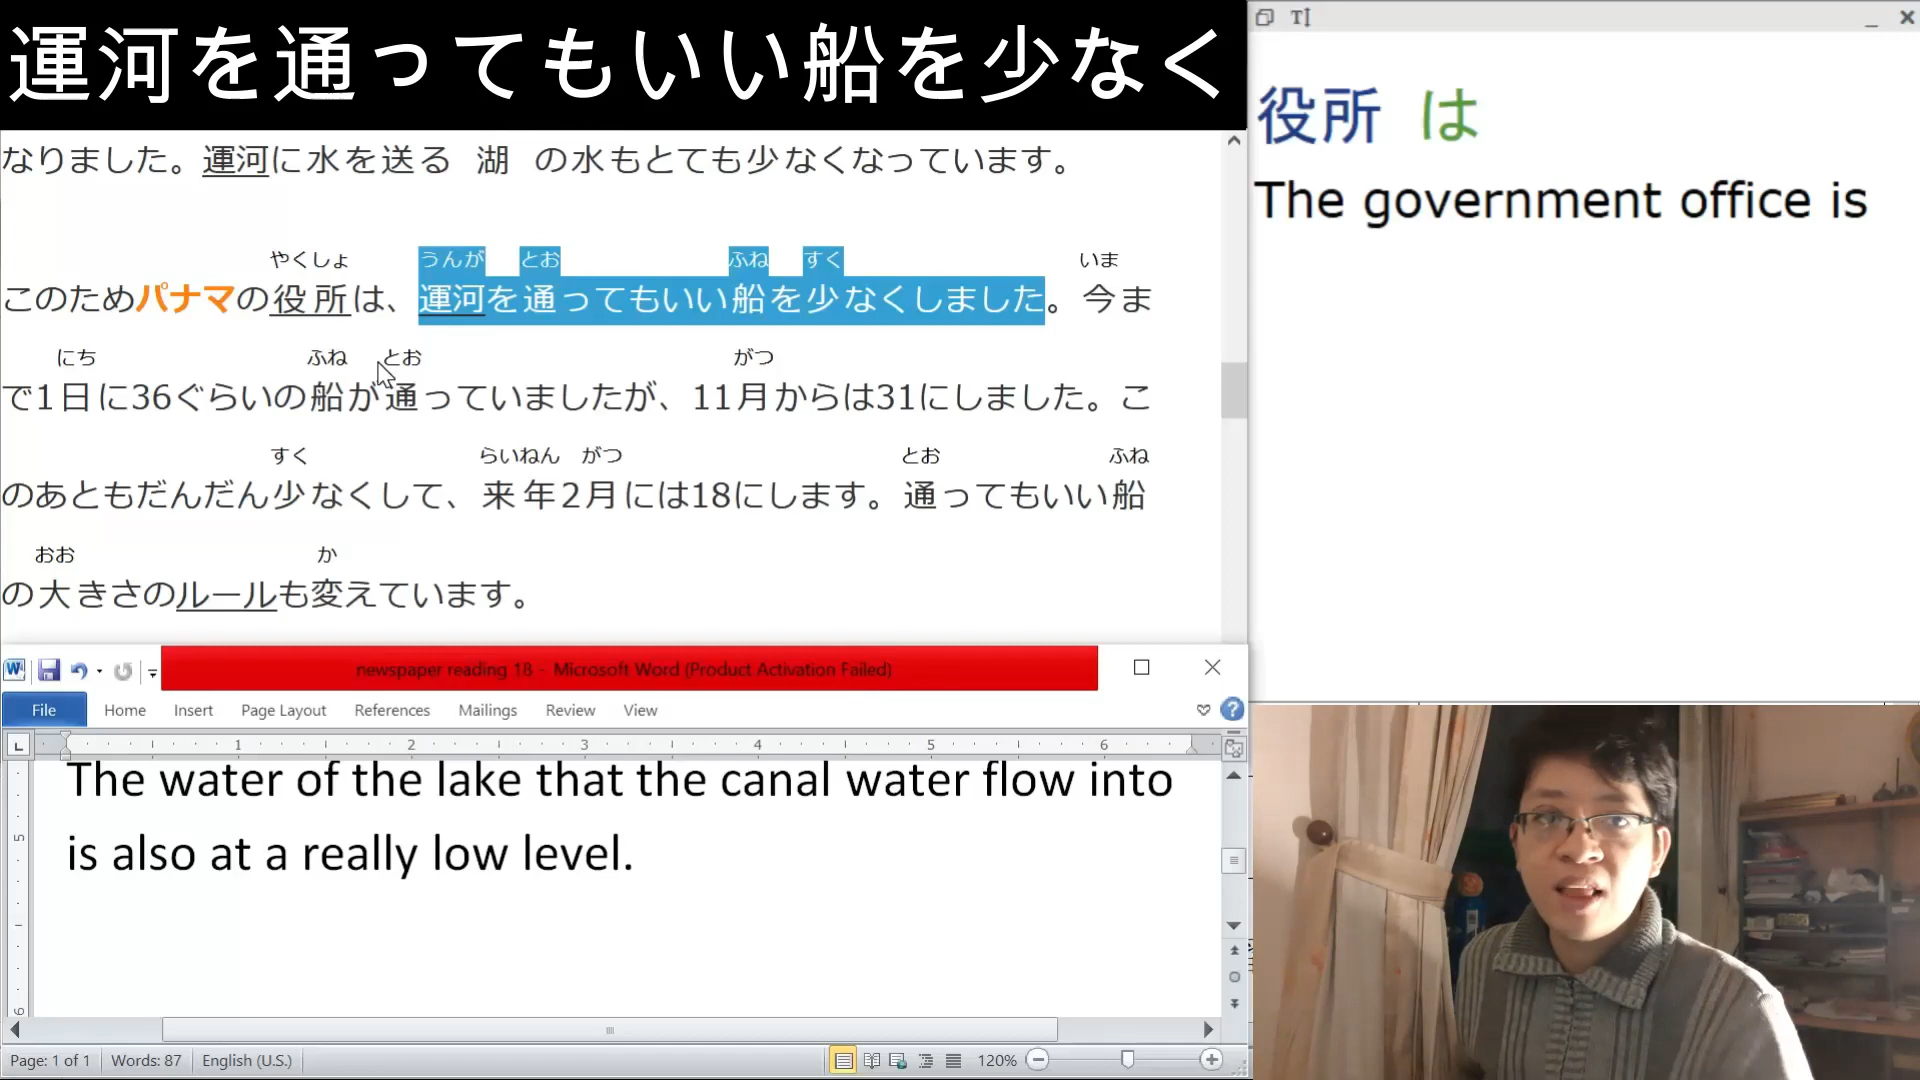 運河を通ってもいい船を少なく
なりました。運河に水を送る 湖 の水もとても少なくなっています。
やくしょ うんが とお ふね すく いま
このためパナマの役所は、運河を通ってもいい船を少なくしました。今ま
にち ふね とお がつ
で1日に36ぐらいの船が通っていましたが、11月からは31にしました。こ
すく らいねん がつ とお ふね
のあともだんだん少なくして、来年2月には18にします。通ってもいい船
おお か
の大きさのルールも変えています。
役所 は
The government office is
newspaper reading 18 - Microsoft Word (Product Activation Failed)
File Home Insert Page Layout References Mailings Review View
1 2 3 4 5 6
The water of the lake that the canal water flow into
is also at a really low level.
5
6
Page: 1 of 1 Words: 87 English (U.S.) 120%